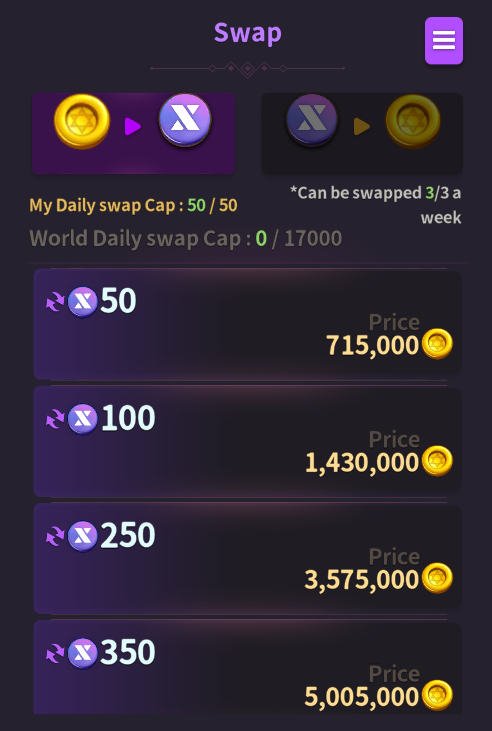 Swap
My Daily swap Cap : 50 / 50
*Can be swapped 3/3 a
week
World Daily swap Cap : 0 / 17000
50
Price
715,000
100
Price
1,430,000
250
Price
3,575,000
350
Price
5,005,000